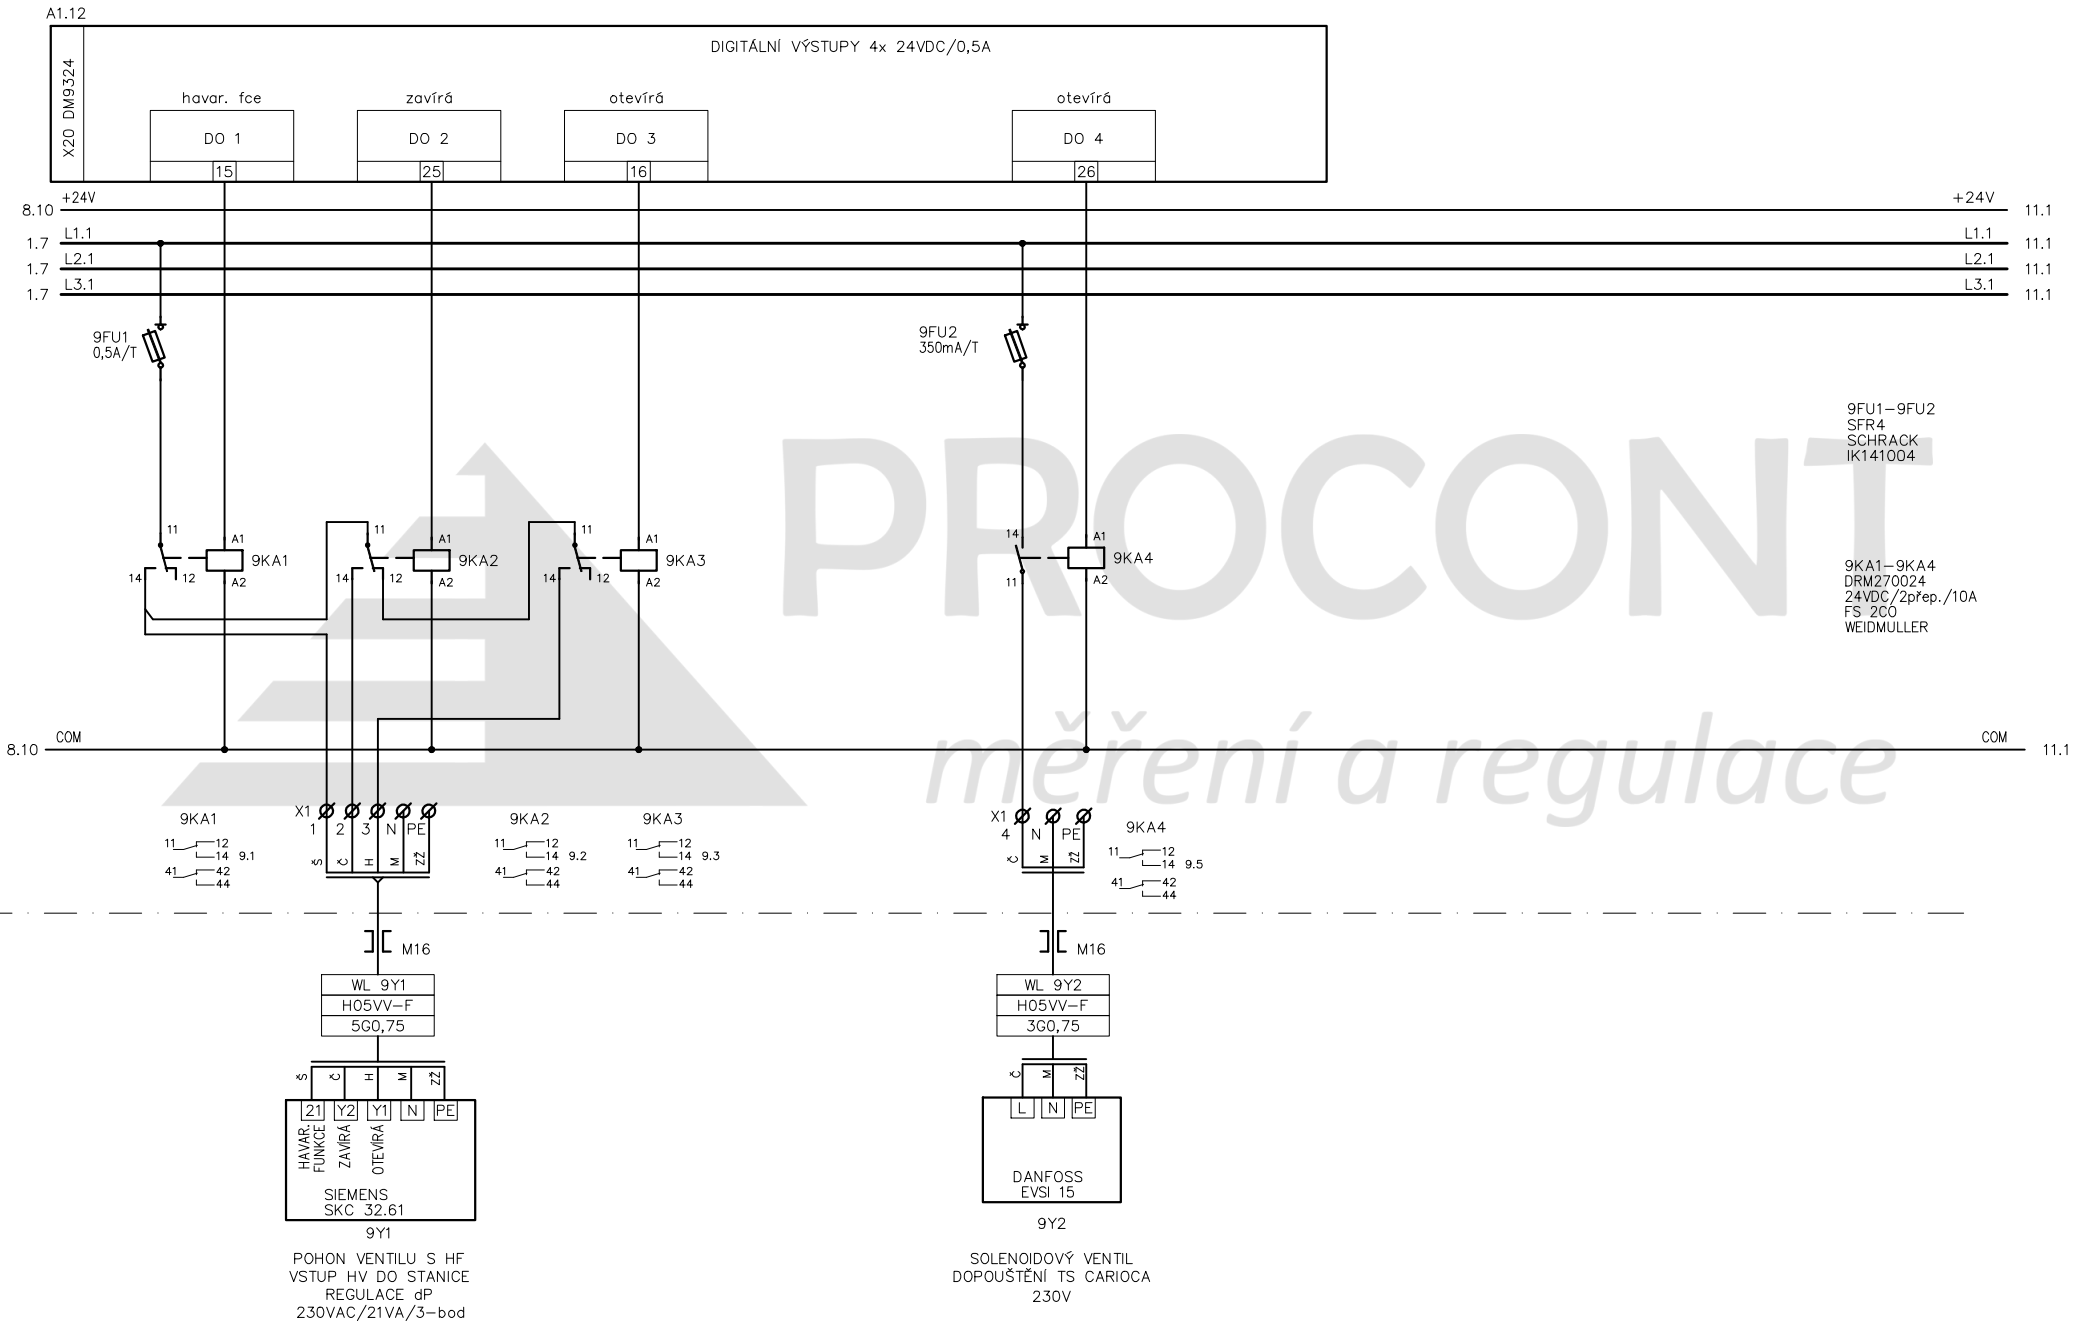 A1.12
DIGITÁLNÍ VÝSTUPY 4x 24VDC/0,5A
X20 DM9324
havar. fce
zavírá
otevírá
otevírá
DO 1
DO 2
DO 3
DO 4
15
25
16
26
8.10 +24V
+24V 11.1
1.7 L1.1
L1.1 11.1
1.7 L2.1
L2.1 11.1
1.7 L3.1
L3.1 11.1
9FU1
0,5A/T
9FU2
350mA/T
9FU1-9FU2
SFR4
SCHRACK
IK141004
PROCONT
měření a regulace
11
A1
9KA1
14
12
A2
11
A1
9KA2
14
12
A2
11
A1
9KA3
14
12
A2
14
A1
9KA4
11
A2
9KA1-9KA4
DRM270024
24VDC/2přep./10A
FS 2CO
WEIDMULLER
8.10 COM
COM 11.1
9KA1
11 12
14 9.1
41 42
44
X1
1 2 3 N PE
Š Č H M ZŽ
9KA2
11 12
14 9.2
41 42
44
9KA3
11 12
14 9.3
41 42
44
X1
4 N PE
Č M ZŽ
9KA4
11 12
14 9.5
41 42
44
M16
WL 9Y1
H05VV-F
5G0,75
Š Č H M ZŽ
21 Y2 Y1 N PE
HAVAR.
FUNKCE
ZAVÍRÁ
OTEVÍRÁ
SIEMENS
SKC 32.61
9Y1
POHON VENTILU S HF
VSTUP HV DO STANICE
REGULACE dP
230VAC/21VA/3-bod
M16
WL 9Y2
H05VV-F
3G0,75
Č M ZŽ
L N PE
DANFOSS
EVSI 15
9Y2
SOLENOIDOVÝ VENTIL
DOPOUŠTĚNÍ TS CARIOCA
230V